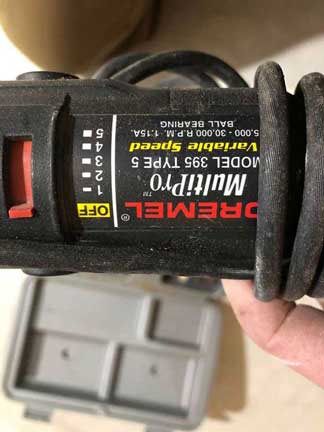 DREMEL®
MultiPro™
MODEL 395 TYPE 5
Variable Speed
5,000 - 30,000 R.P.M. 1.15A
BALL BEARING
OFF
1
2
3
4
5